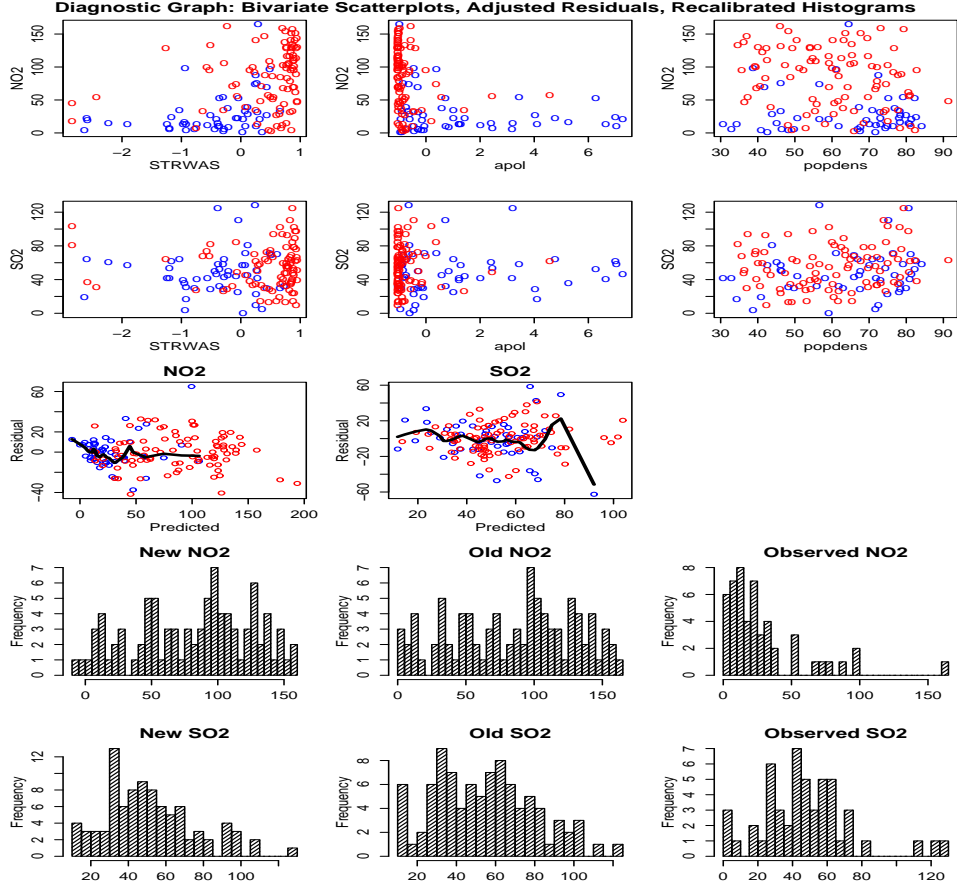 Diagnostic Graph: Bivariate Scatterplots, Adjusted Residuals, Recalibrated Histograms
NO2
0 50 100 150
−2 −1 0 1
STRWAS
NO2
0 50 100 150
0 2 4 6
apol
NO2
0 50 100 150
30 40 50 60 70 80 90
popdens
SO2
0 40 80 120
−2 −1 0 1
STRWAS
SO2
0 40 80 120
0 2 4 6
apol
SO2
0 40 80 120
30 40 50 60 70 80 90
popdens
NO2
Residual
−40 0 20 60
0 50 100 150 200
Predicted
SO2
Residual
−60 −20 20 60
20 40 60 80 100
Predicted
New NO2
Frequency
0 1 2 3 4 5 6 7
0 50 100 150
Old NO2
Frequency
0 1 2 3 4 5 6 7
0 50 100 150
Observed NO2
Frequency
0 2 4 6 8
0 50 100 150
New SO2
Frequency
0 2 4 6 8 12
20 40 60 80 100 120
Old SO2
Frequency
0 2 4 6 8
20 40 60 80 100
Observed SO2
Frequency
0 1 2 3 4 5 7
0 20 40 60 80 120